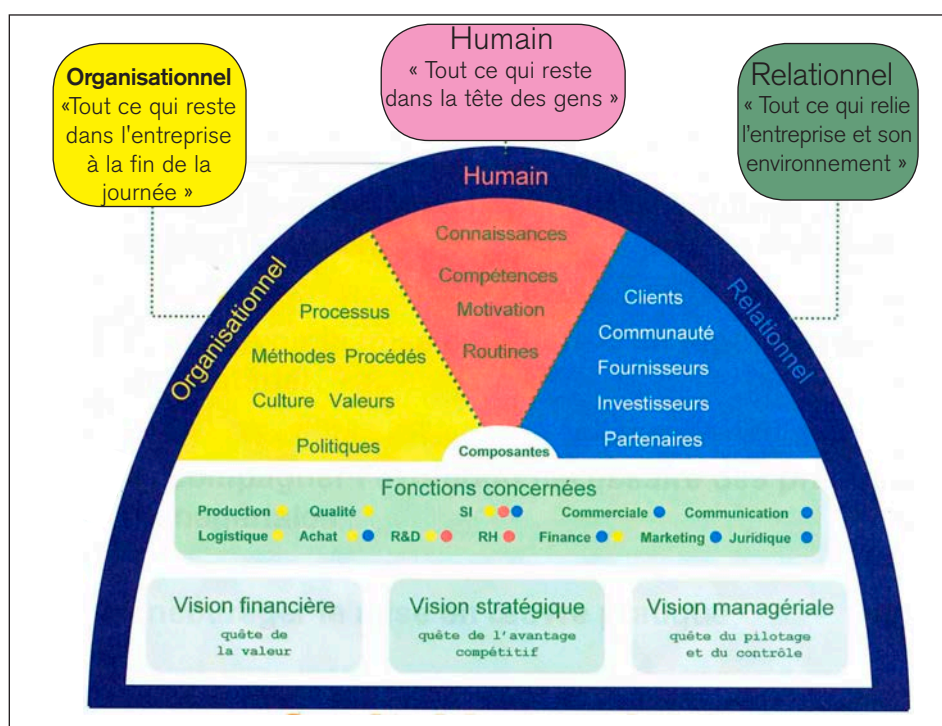 Organisationnel
«Tout ce qui reste
dans l'entreprise
à la fin de la
journée »
Humain
« Tout ce qui reste
dans la tête des gens »
Relationnel
« Tout ce qui relie
l'entreprise et son
environnement »
Organisationnel
Humain
Relationnel
Processus
Méthodes Procédés
Culture Valeurs
Politiques
Connaissances
Compétences
Motivation
Routines
Clients
Communauté
Fournisseurs
Investisseurs
Partenaires
Composantes
Fonctions concernées
Production Qualité SI Commerciale Communication
Logistique Achat R&D RH Finance Marketing Juridique
Vision financière
quête de
la valeur
Vision stratégique
quête de l'avantage
compétitif
Vision managériale
quête du pilotage
et du contrôle